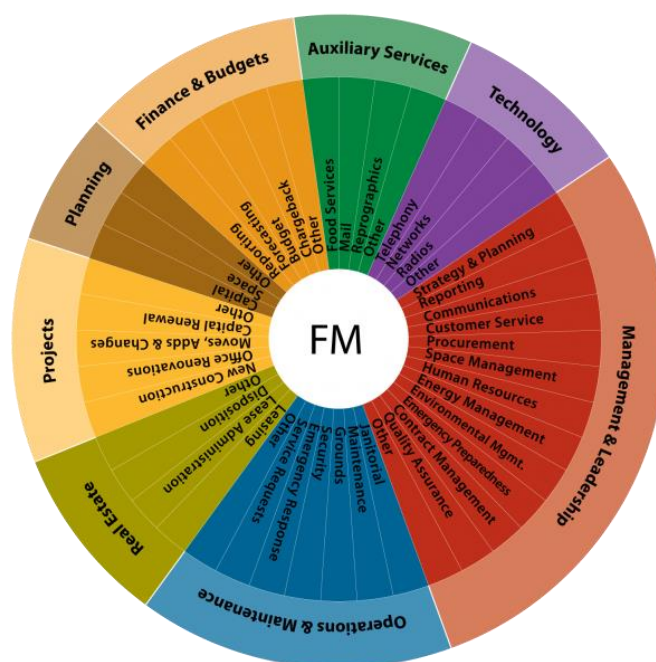 FM
Auxiliary Services
Food Services
Mail
Reprographics
Other
Technology
Telephony
Networks
Radios
Other
Management & Leadership
Strategy & Planning
Reporting
Communications
Customer Service
Procurement
Space Management
Human Resources
Energy Management
Environmental Mgmt.
Emergency Preparedness
Contract Management
Quality Assurance
Other
Operations & Maintenance
Janitorial
Maintenance
Grounds
Security
Emergency Response
Service Requests
Other
Real Estate
Leasing
Lease Administration
Disposition
Other
Projects
New Construction
Office Renovations
Moves, Adds & Changes
Capital Renewal
Other
Planning
Capital
Space
Other
Finance & Budgets
Reporting
Forecasting
Budget
Chargeback
Other